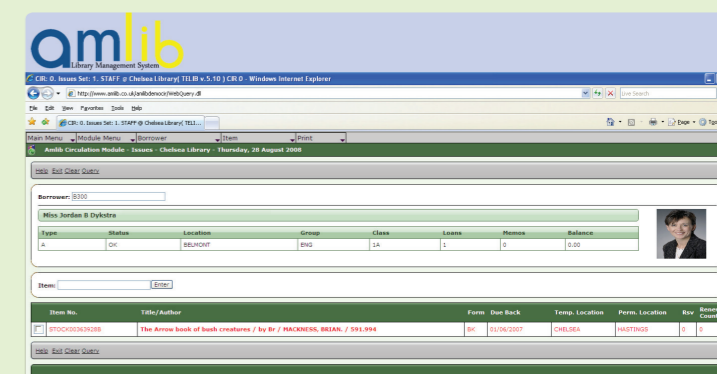 amlib
Library Management System
CIR: 0. Issues Set: 1. STAFF @ Chelsea Library( TELIB v.5.10 ) CIR 0 - Windows Internet Explorer
http://www.amlib.co.uk/amlibdemocir/WebQuery.dll
Live Search
File Edit View Favorites Tools Help
CIR: 0. Issues Set: 1. STAFF @ Chelsea Library( TELI...
Page
Main Menu Module Menu Borrower Item Print
Amlib Circulation Module - Issues - Chelsea Library - Thursday, 28 August 2008
Help Exit Clear Query
Borrower: B300
Miss Jordan B Dykstra
Type Status Location Group Class Loans Memos Balance
A OK BELMONT ENG 1A 1 0 0.00
Item: Enter
Item No. Title/Author Form Due Back Temp. Location Perm. Location Rsv Renew Count
STOCK00363928B The Arrow book of bush creatures / by Br / MACKNESS, BRIAN. / 591.994 BK 01/06/2007 CHELSEA HASTINGS 0 0
Help Exit Clear Query